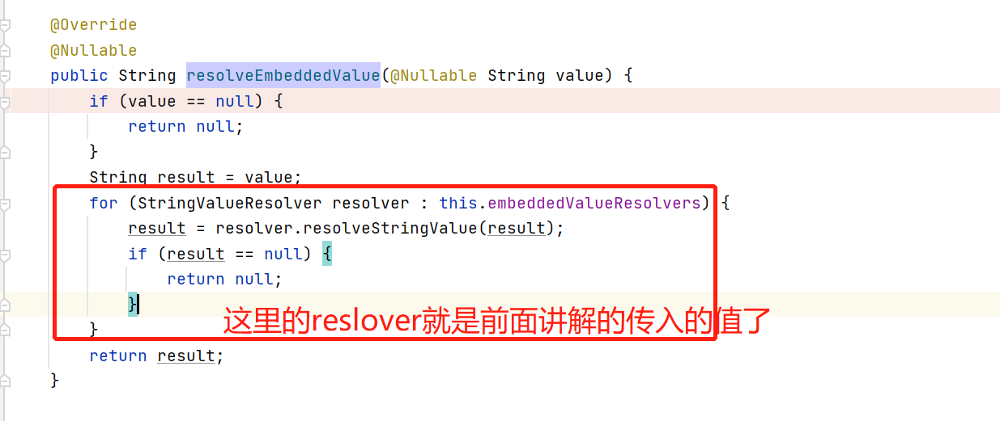 @Override
@Nullable
public String resolveEmbeddedValue(@Nullable String value) {
if (value == null) {
return null;
}
String result = value;
for (StringValueResolver resolver : this.embeddedValueResolvers) {
result = resolver.resolveStringValue(result);
if (result == null) {
return null;
}
这里的reslover就是前面讲解的传入的值了
}
return result;
}